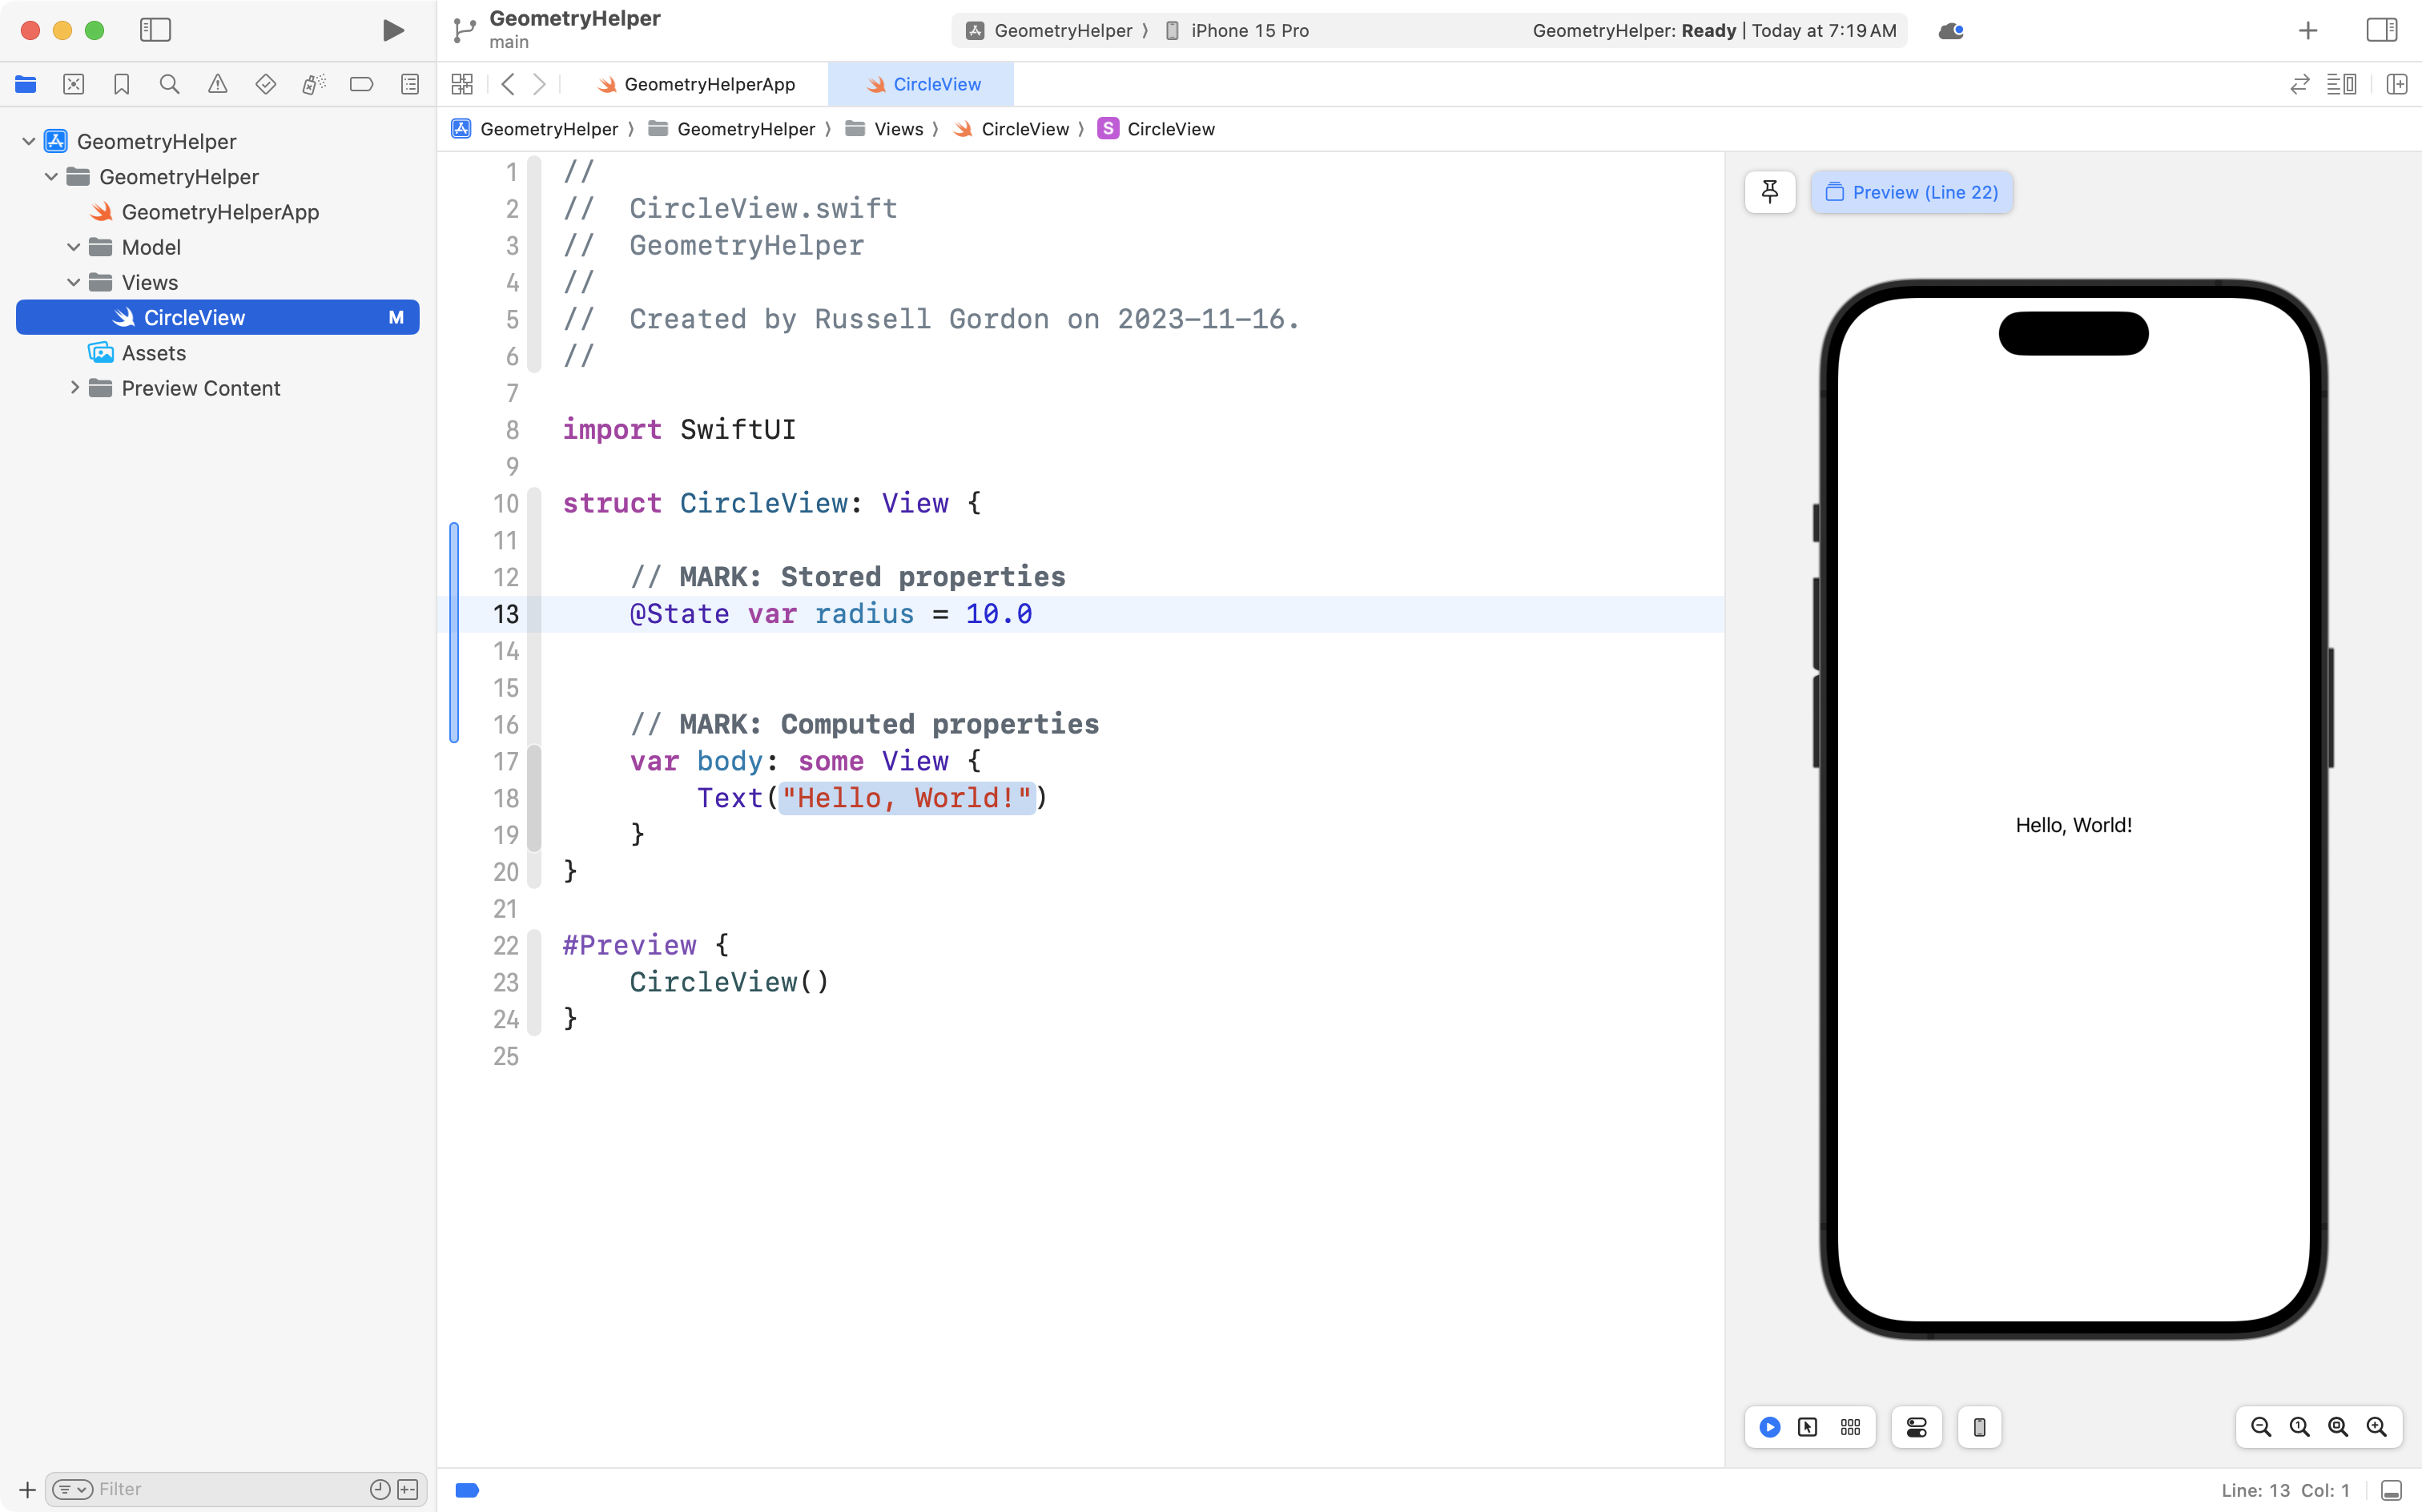 GeometryHelper
main
GeometryHelper 〉 iPhone 15 Pro
GeometryHelper: Ready | Today at 7:19 AM
GeometryHelperApp
CircleView
GeometryHelper 〉 GeometryHelper 〉 Views 〉 CircleView 〉 S CircleView
GeometryHelper
GeometryHelper
GeometryHelperApp
Model
Views
CircleView M
Assets
Preview Content
1 //
2 //  CircleView.swift
3 //  GeometryHelper
4 //
5 //  Created by Russell Gordon on 2023-11-16.
6 //
7
8 import SwiftUI
9
10 struct CircleView: View {
11
12     // MARK: Stored properties
13     @State var radius = 10.0
14
15
16     // MARK: Computed properties
17     var body: some View {
18         Text("Hello, World!")
19     }
20 }
21
22 #Preview {
23     CircleView()
24 }
25
Preview (Line 22)
Hello, World!
Filter
Line: 13 Col: 1